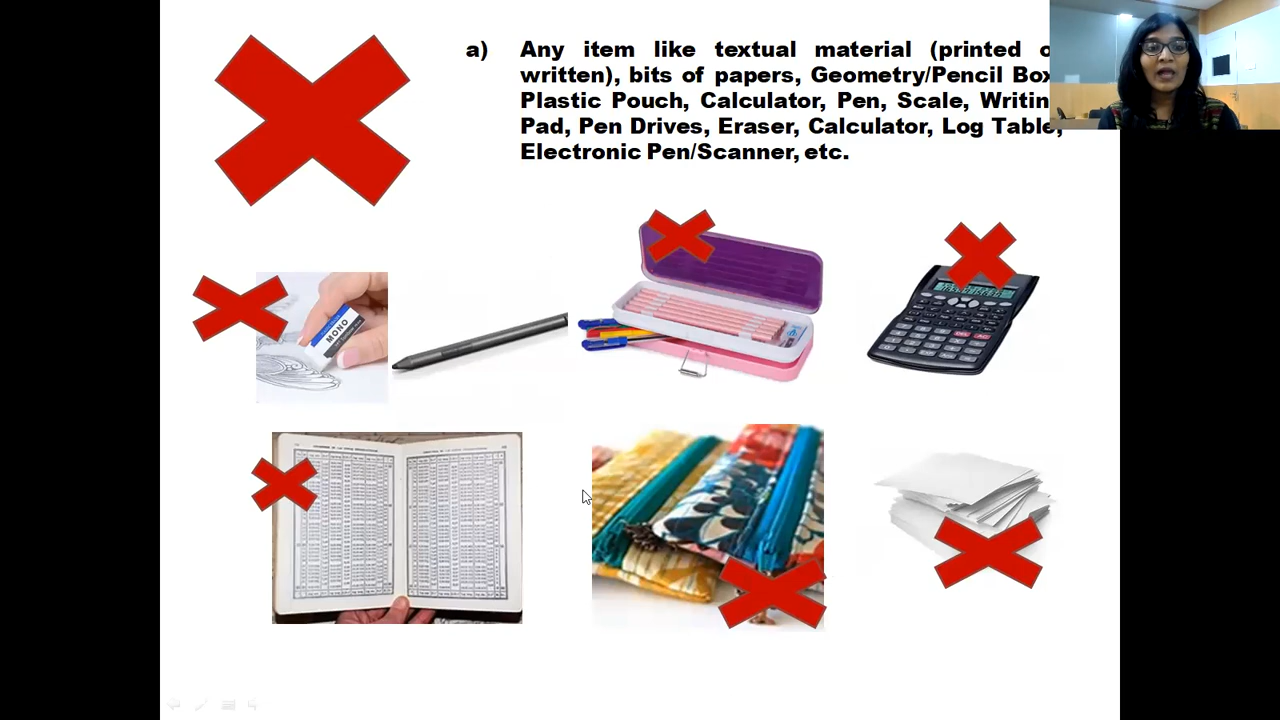 a) Any item like textual material (printed o
written), bits of papers, Geometry/Pencil Box
Plastic Pouch, Calculator, Pen, Scale, Writin
Pad, Pen Drives, Eraser, Calculator, Log Table,
Electronic Pen/Scanner, etc.
MONO